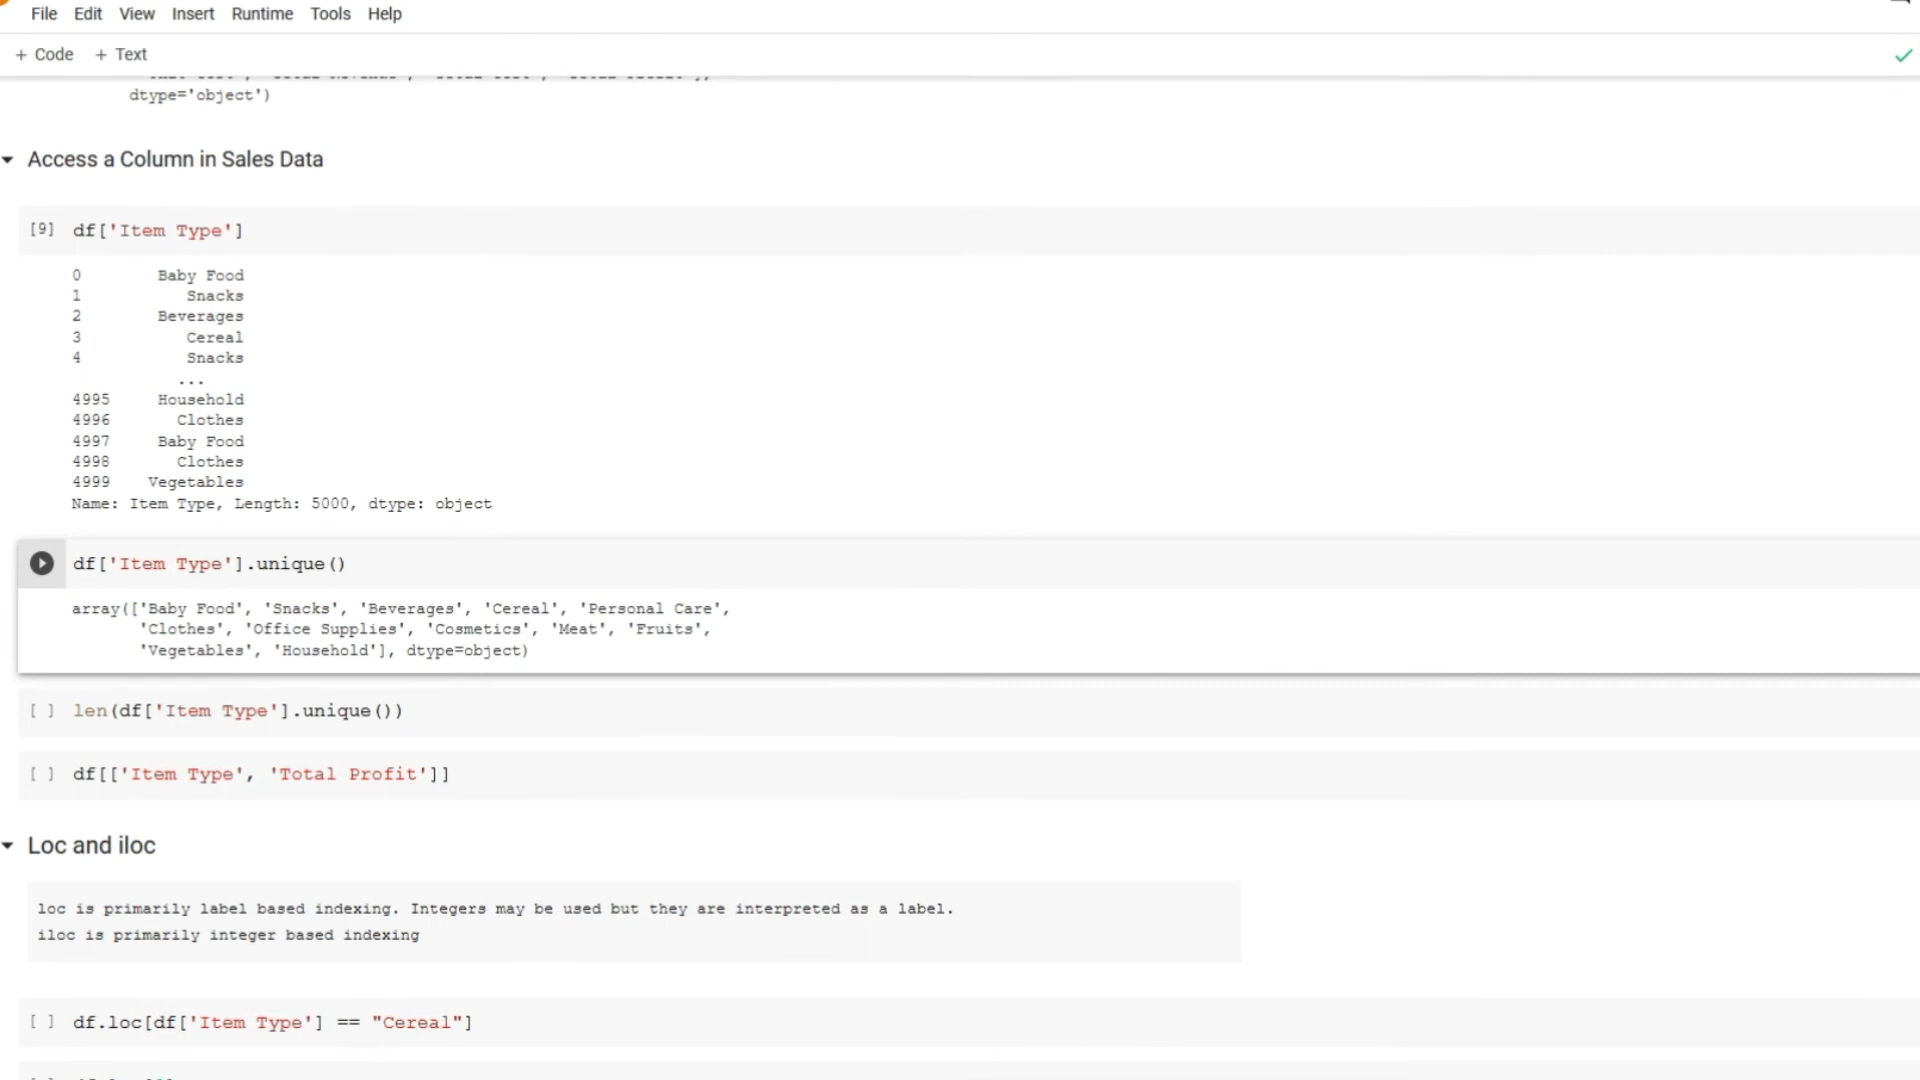 File Edit View Insert Runtime Tools Help
+ Code + Text
dtype='object')
Access a Column in Sales Data
[9] df['Item Type']
0 Baby Food
1 Snacks
2 Beverages
3 Cereal
4 Snacks
...
4995 Household
4996 Clothes
4997 Baby Food
4998 Clothes
4999 Vegetables
Name: Item Type, Length: 5000, dtype: object
df['Item Type'].unique()
array(['Baby Food', 'Snacks', 'Beverages', 'Cereal', 'Personal Care',
'Clothes', 'Office Supplies', 'Cosmetics', 'Meat', 'Fruits',
'Vegetables', 'Household'], dtype=object)
[ ] len(df['Item Type'].unique())
[ ] df[['Item Type', 'Total Profit']]
Loc and iloc
loc is primarily label based indexing. Integers may be used but they are interpreted as a label.
iloc is primarily integer based indexing
[ ] df.loc[df['Item Type'] == "Cereal"]